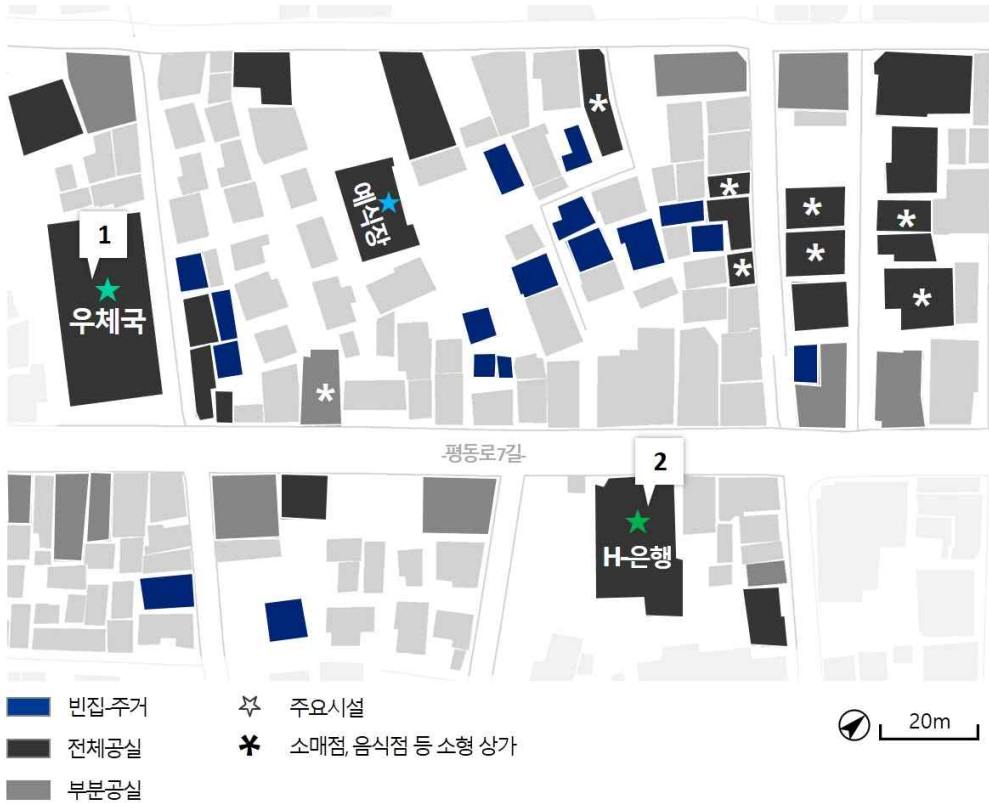 예식장
1
우체국
-평동로7길-
2
H-은행
빈집-주거
주요시설
20m
전체공실
소매점, 음식점 등 소형 상가
부분공실